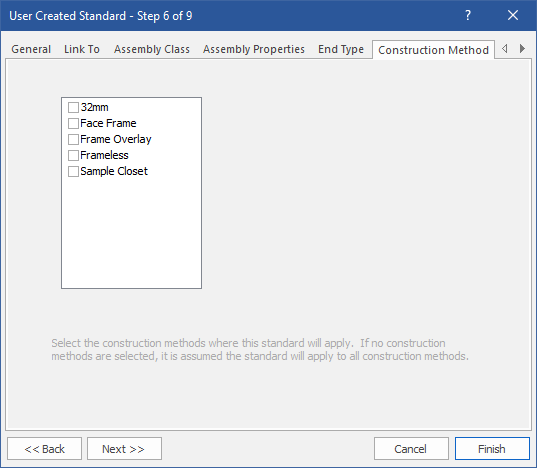 User Created Standard - Step 6 of 9 ?
General Link To Assembly Class Assembly Properties End Type Construction Method
32mm
Face Frame
Frame Overlay
Frameless
Sample Closet
Select the construction methods where this standard will apply. If no construction
methods are selected, it is assumed the standard will apply to all construction methods.
<< Back Next >> Cancel Finish